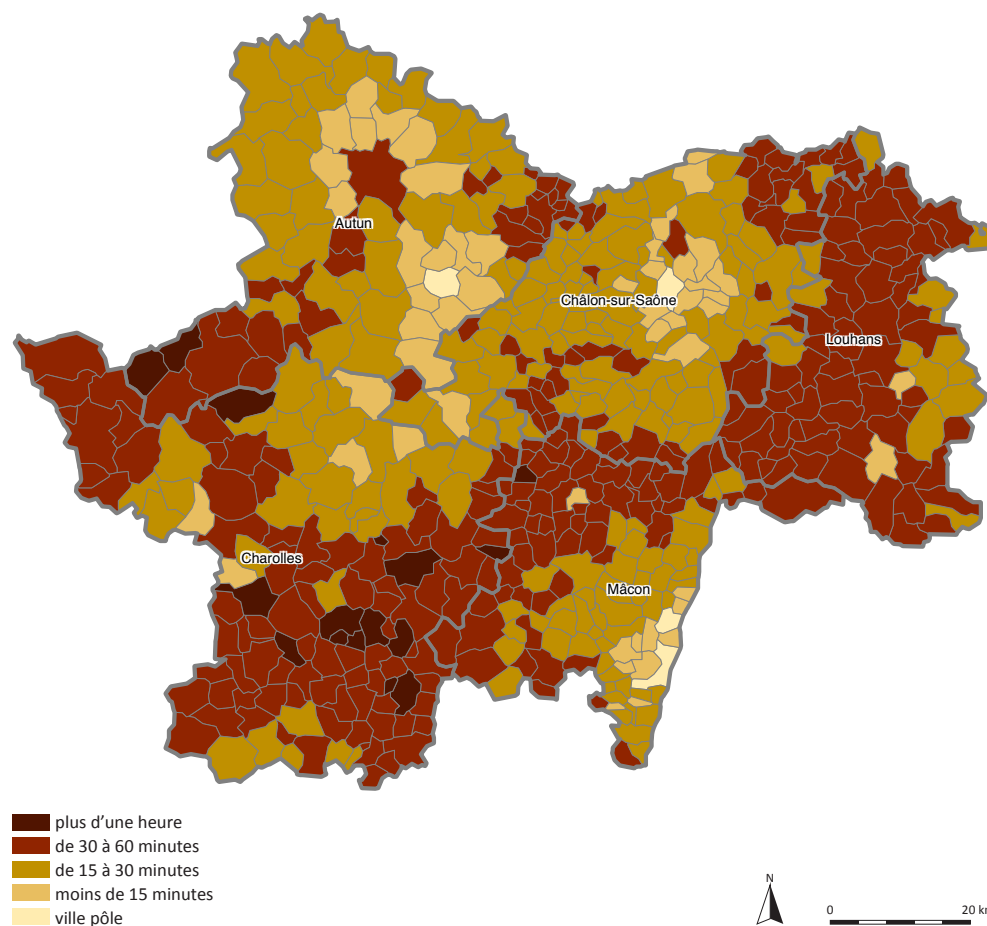 Autun
Châlon-sur-Saône
Louhans
Charolles
Mâcon
plus d'une heure
de 30 à 60 minutes
de 15 à 30 minutes
moins de 15 minutes
ville pôle
N
0 20 km